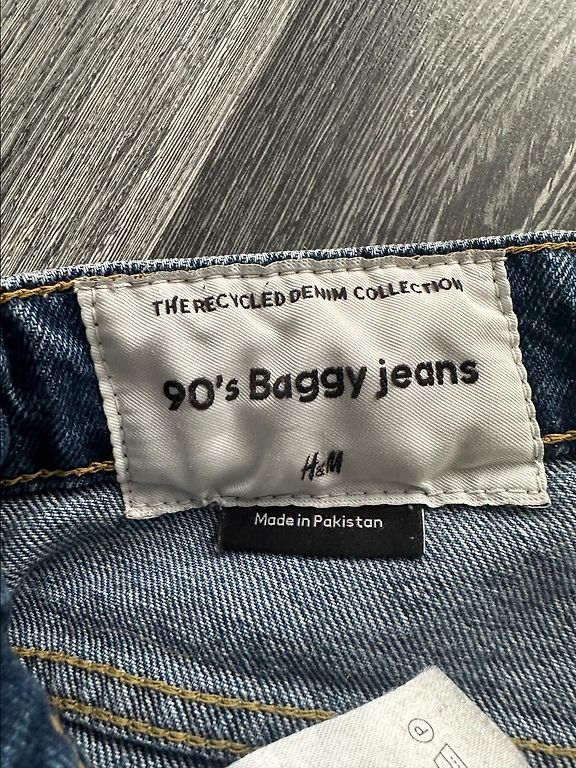 THE RECYCLED DENIM COLLECTION
90's Baggy jeans
H&M
Made in Pakistan
P